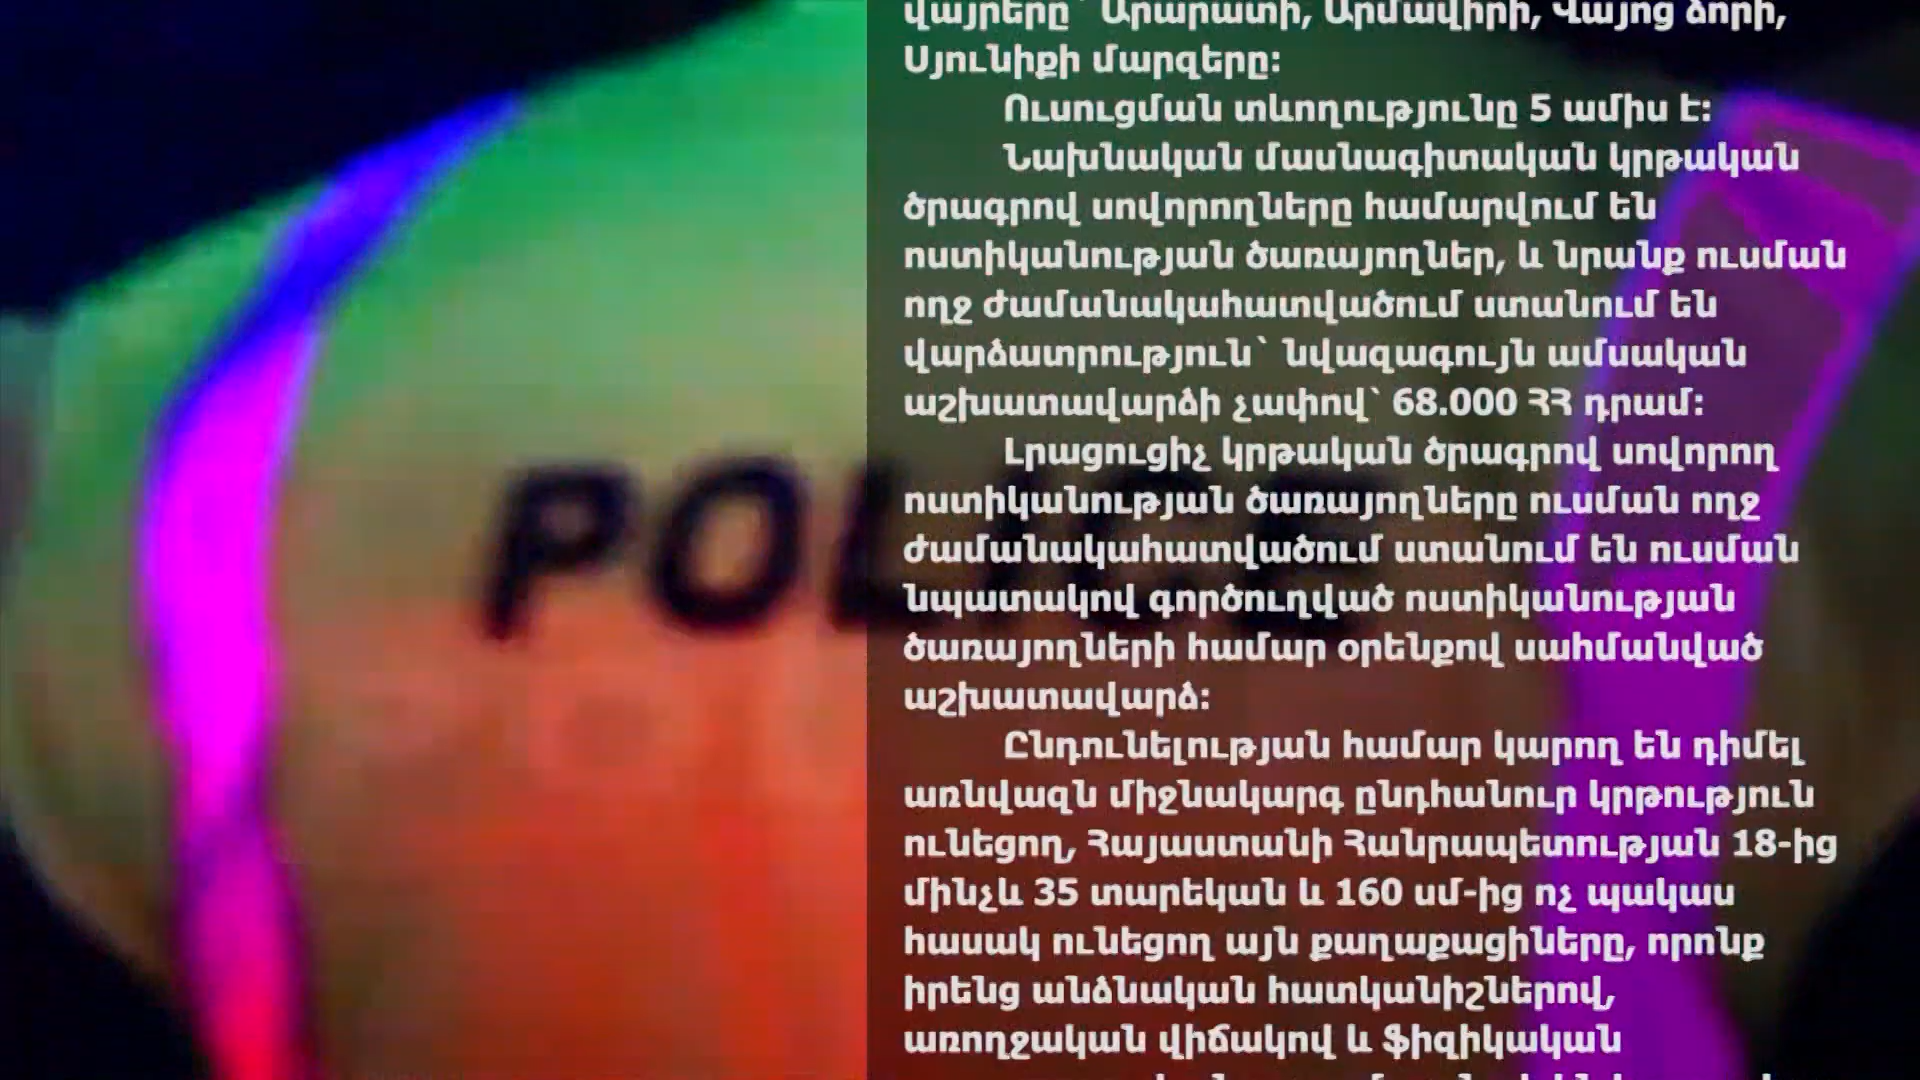 POLICE
վայրերը` Արարատի, Արմավիրի, Վայոց ձորի,
Սյունիքի մարզերը:
Ուսուցման տևողությունը 5 ամիս է:
Նախնական մասնագիտական կրթական
ծրագրով սովորողները համարվում են
ոստիկանության ծառայողներ, և նրանք ուսման
ողջ ժամանակահատվածում ստանում են
վարձատրություն` նվազագույն ամսական
աշխատավարձի չափով` 68.000 ՀՀ դրամ:
Լրացուցիչ կրթական ծրագրով սովորող
ոստիկանության ծառայողները ուսման ողջ
ժամանակահատվածում ստանում են ուսման
նպատակով գործուղված ոստիկանության
ծառայողների համար օրենքով սահմանված
աշխատավարձ:
Ընդունելության համար կարող են դիմել
առնվազն միջնակարգ ընդհանուր կրթություն
ունեցող, Հայաստանի Հանրապետության 18-ից
մինչև 35 տարեկան և 160 սմ-ից ոչ պակաս
հասակ ունեցող այն քաղաքացիները, որոնք
իրենց անձնական հատկանիշներով,
առողջական վիճակով և ֆիզիկական